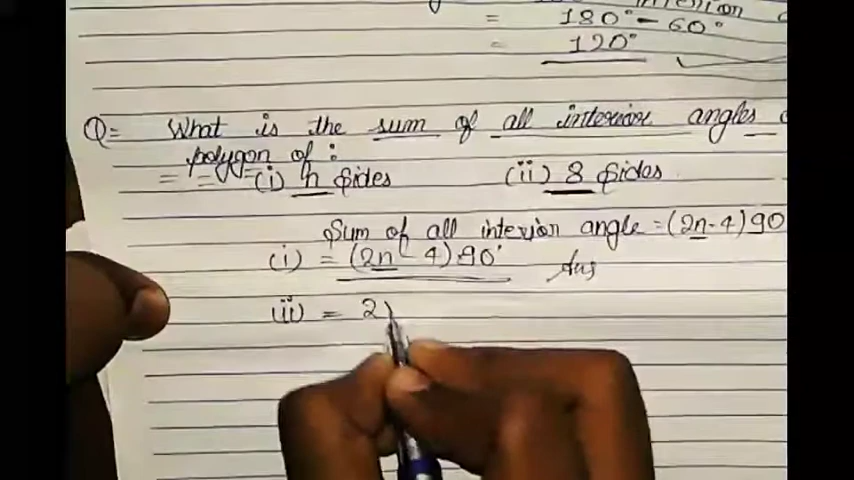 = 180° - 60°
= 120°
Q= What is the sum of all interior angles
polygon of :
(i) n sides (ii) 8 sides
Sum of all interior angle = (2n-4)90
(i) = (2n - 4) 90° Ans
(ii) = 2